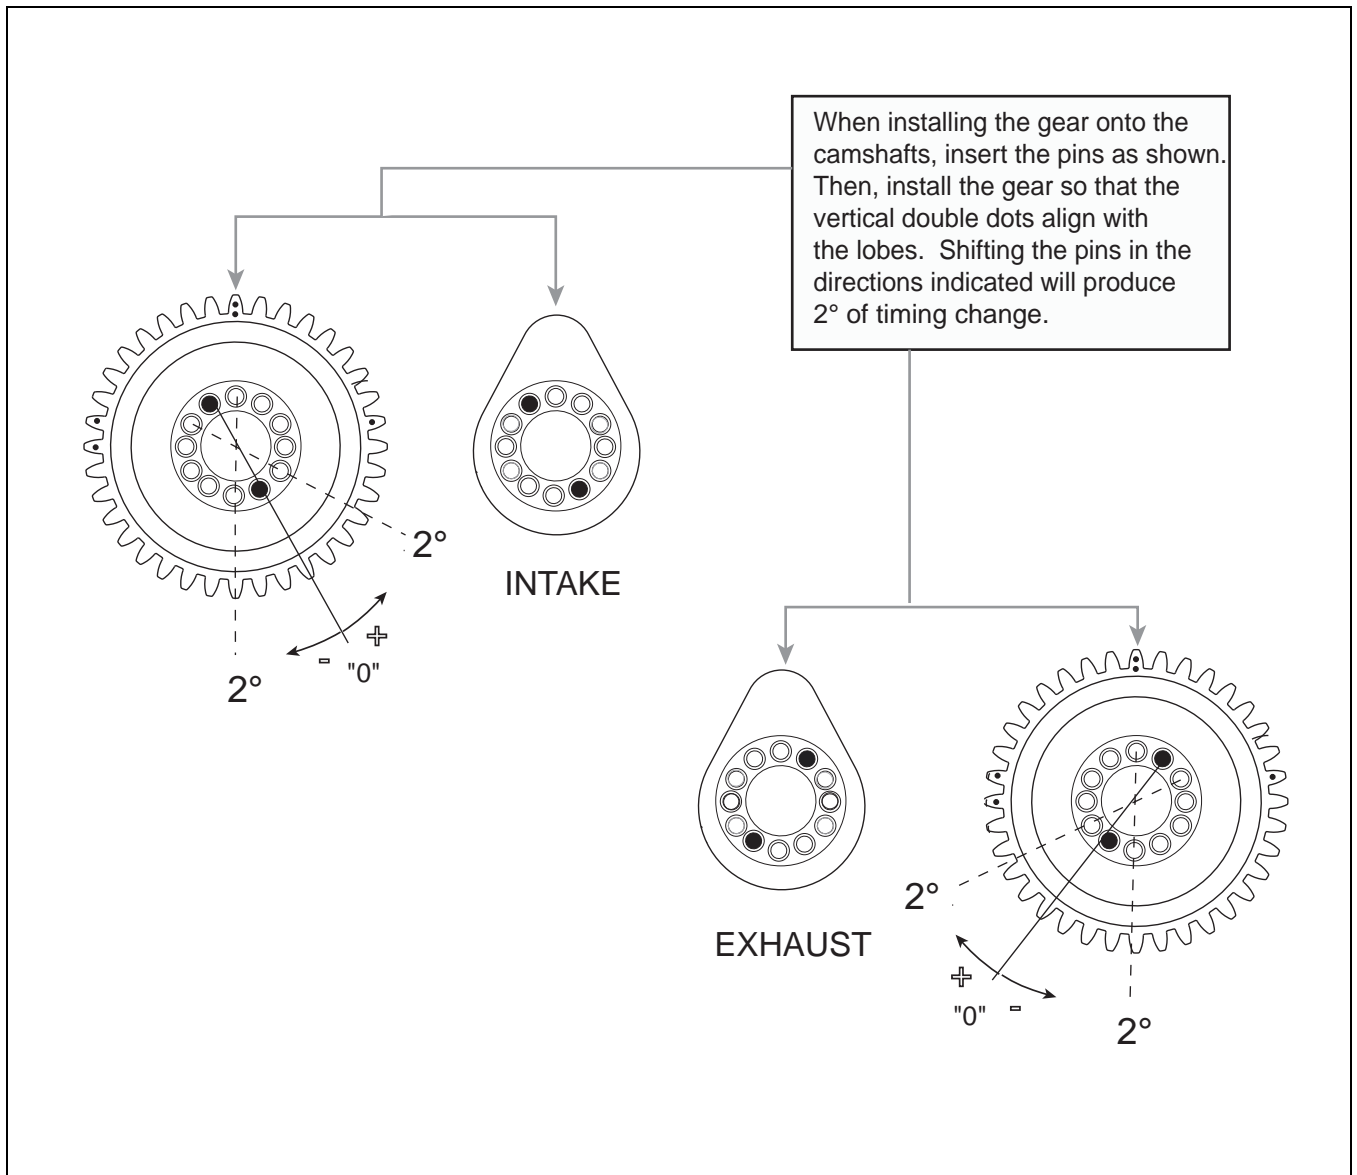 When installing the gear onto the
camshafts, insert the pins as shown.
Then, install the gear so that the
vertical double dots align with
the lobes.  Shifting the pins in the
directions indicated will produce
2° of timing change.
2°
INTAKE
+
- "0"
2°
2°
EXHAUST
+
"0" -
2°